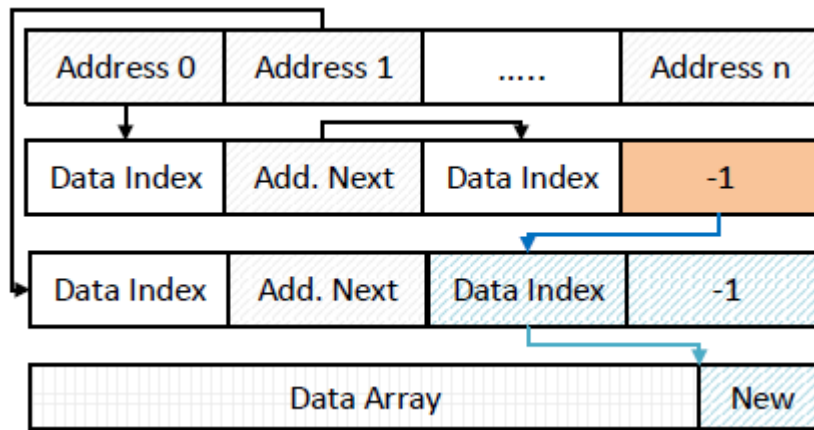 Address 0 Address 1 ..... Address n
Data Index Add. Next Data Index -1
Data Index Add. Next Data Index -1
Data Array New